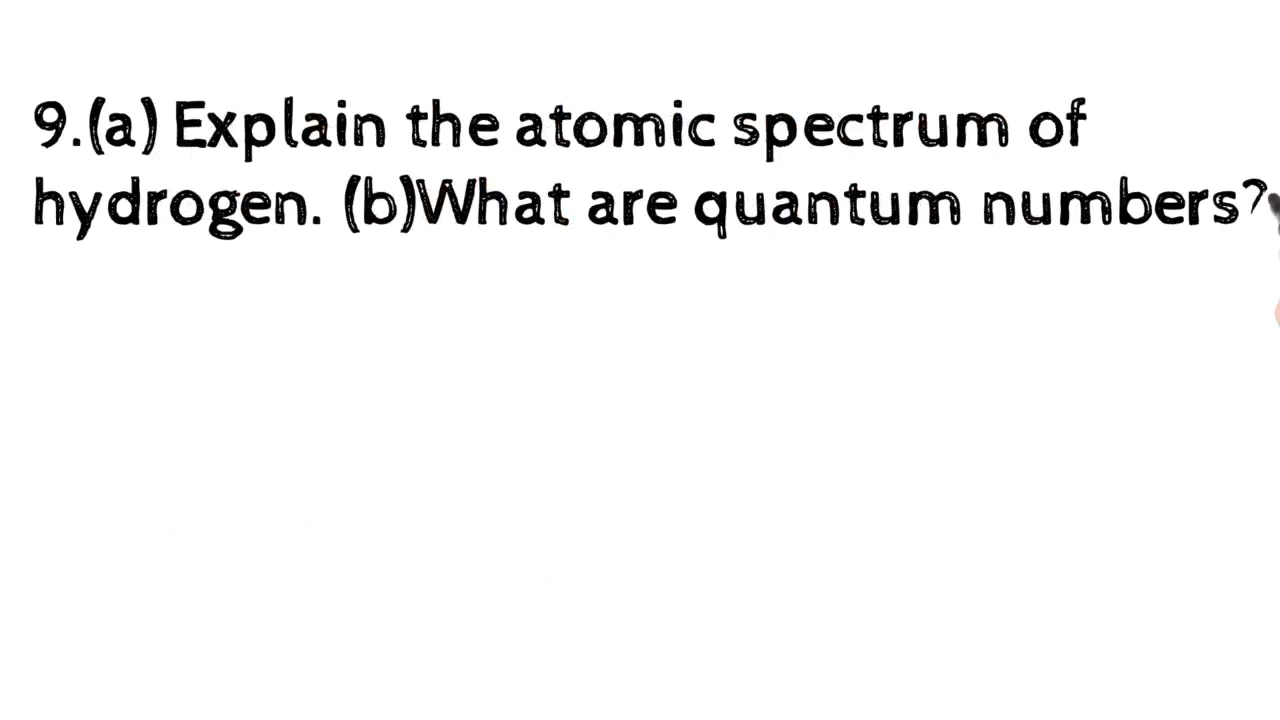 9.(a) Explain the atomic spectrum of
hydrogen. (b)What are quantum numbers?